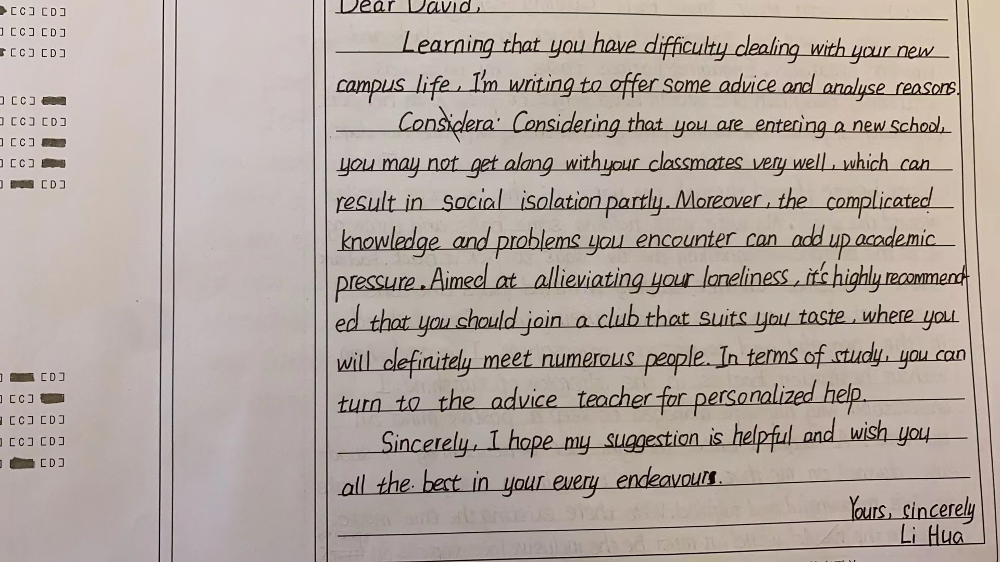 [C] [D]
[C] [D]
[C] [D]
[C]
[C] [D]
[C]
[C]
[D]
[D]
[C]
[C] [D]
[C] [D]
[D]
Dear David,
Learning that you have difficulty dealing with your new
campus life, I'm writing to offer some advice and analyse reasons.
Considera Considering that you are entering a new school,
you may not get along with your classmates very well, which can
result in social isolation partly. Moreover, the complicated
knowledge and problems you encounter can add up academic
pressure. Aimed at allieviating your loneliness, it's highly recommend
ed that you should join a club that suits you taste, where you
will definitely meet numerous people. In terms of study, you can
turn to the advice teacher for personalized help.
Sincerely, I hope my suggestion is helpful and wish you
all the best in your every endeavours.
Yours, sincerely
Li Hua